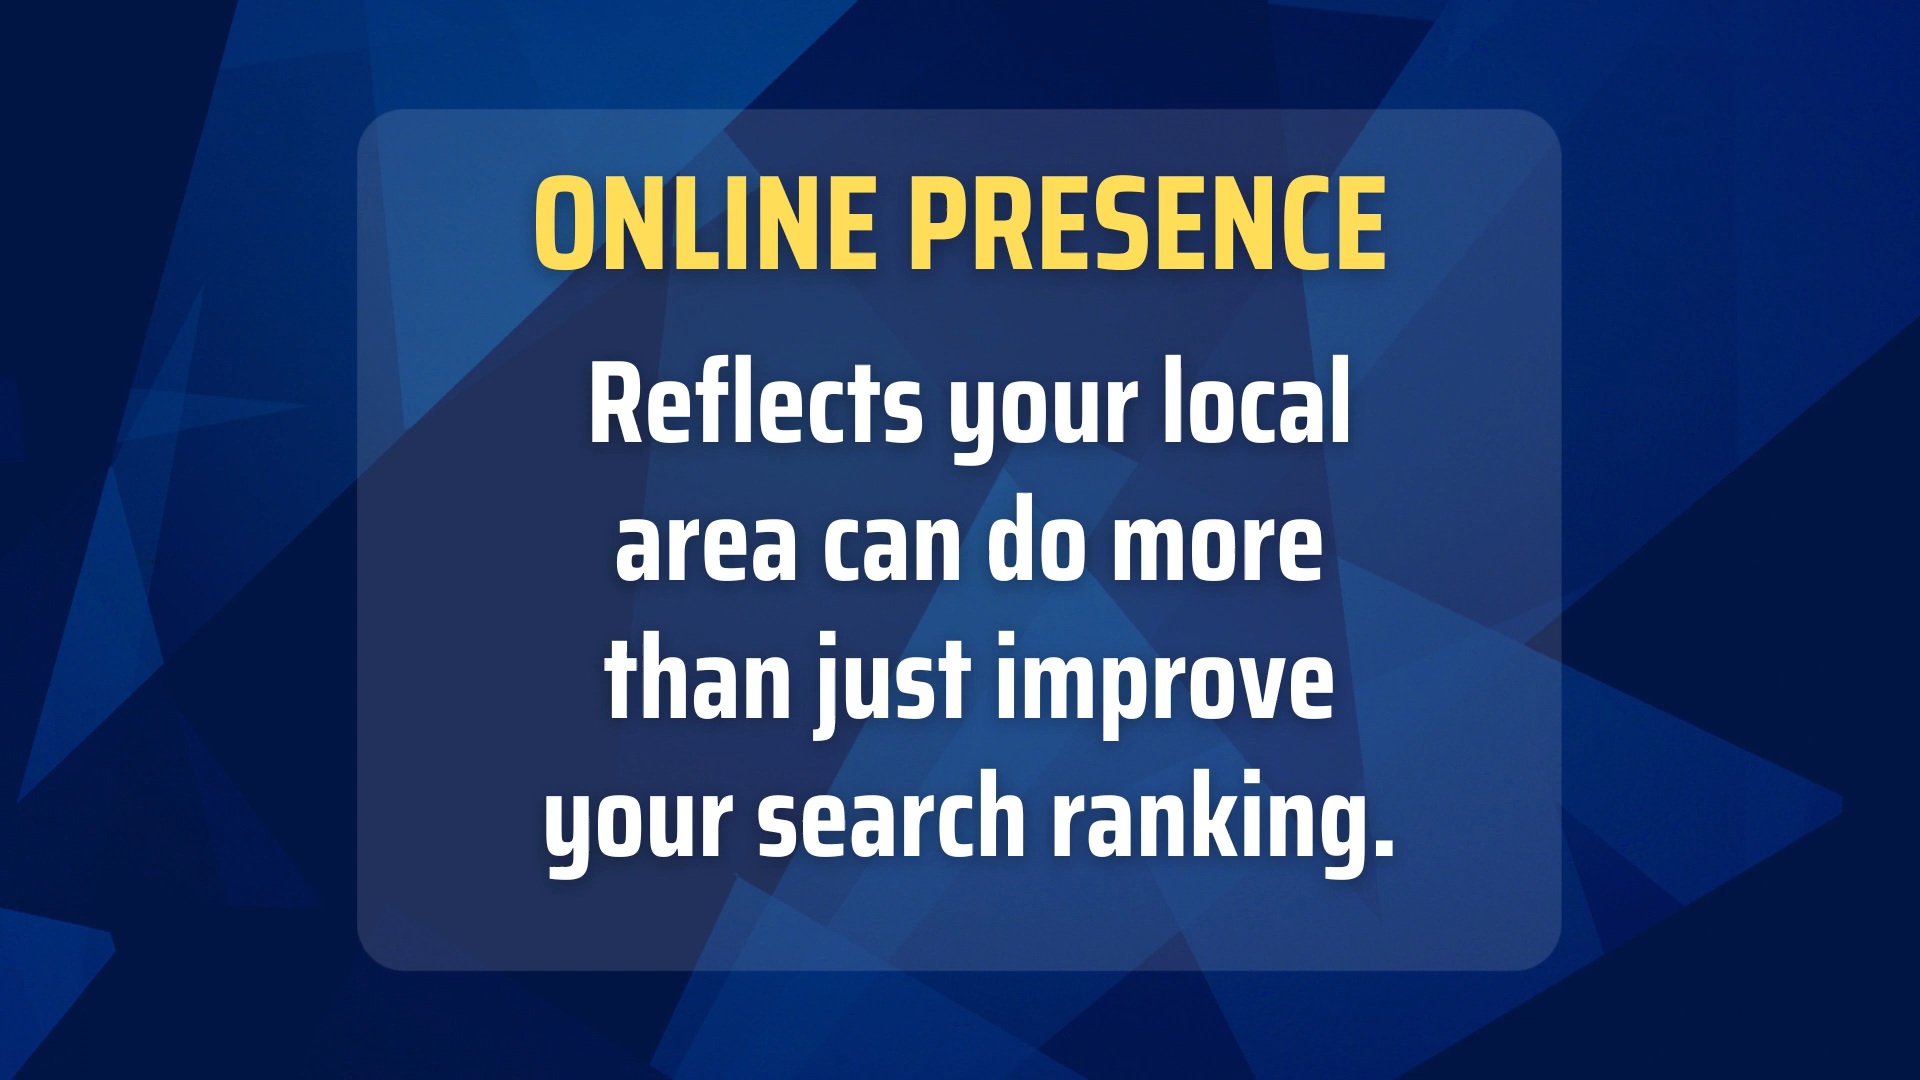 ONLINE PRESENCE
Reflects your local
area can do more
than just improve
your search ranking.